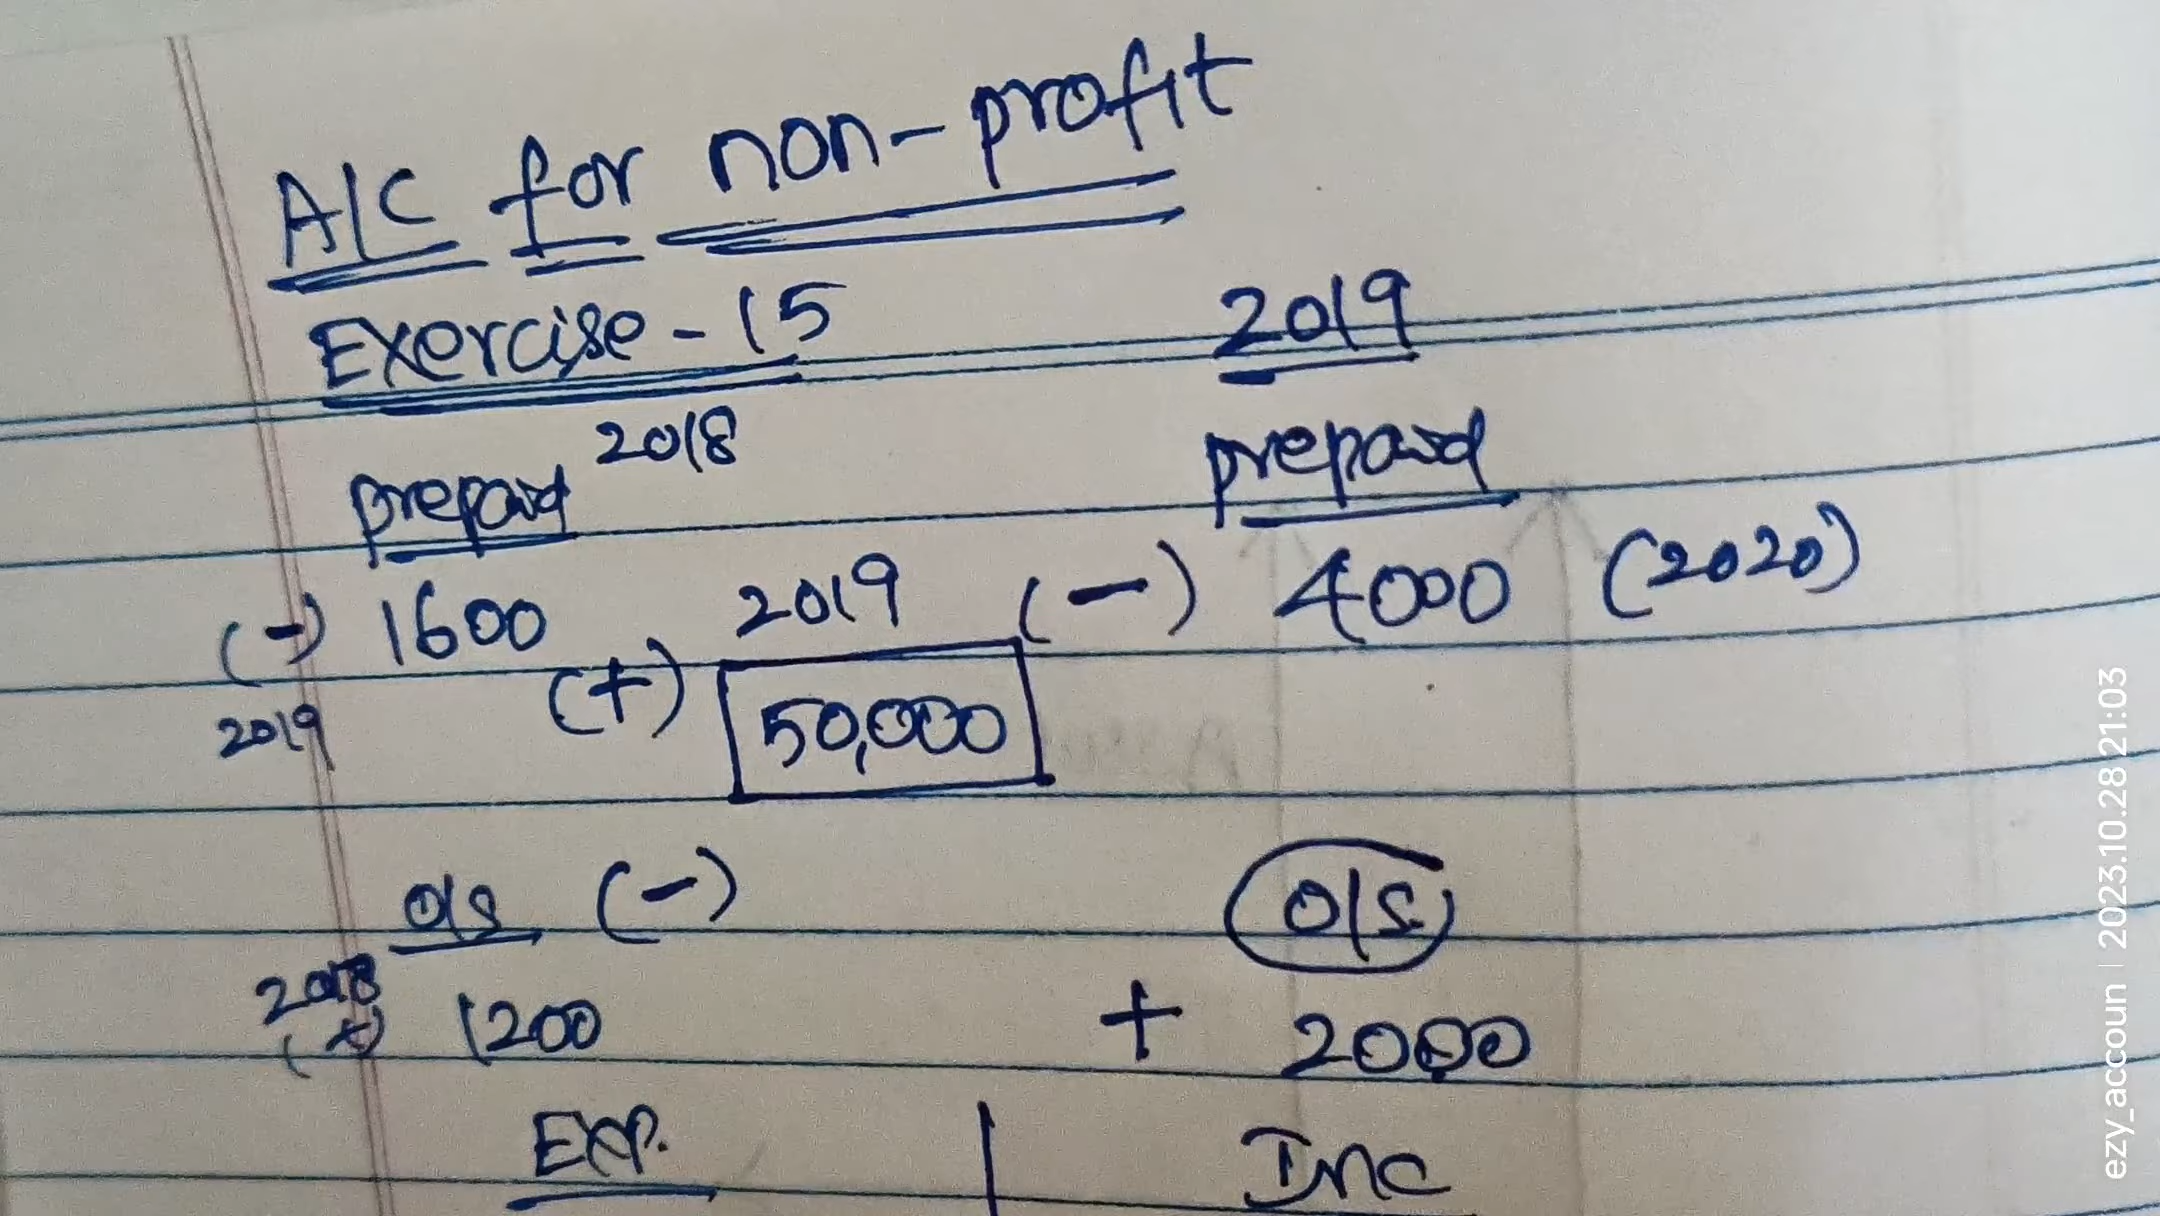 A/C for non-profit
Exercise - 15
2019
2018
prepaid
prepaid
(-) 1600
2019
(-) 4000 (2020)
2019
(+)
50,000
O/S (-)
O/S
2018
(+) 1200
+ 2000
EXP.
Inc
ezy_accoun | 2023.10.28 21:03